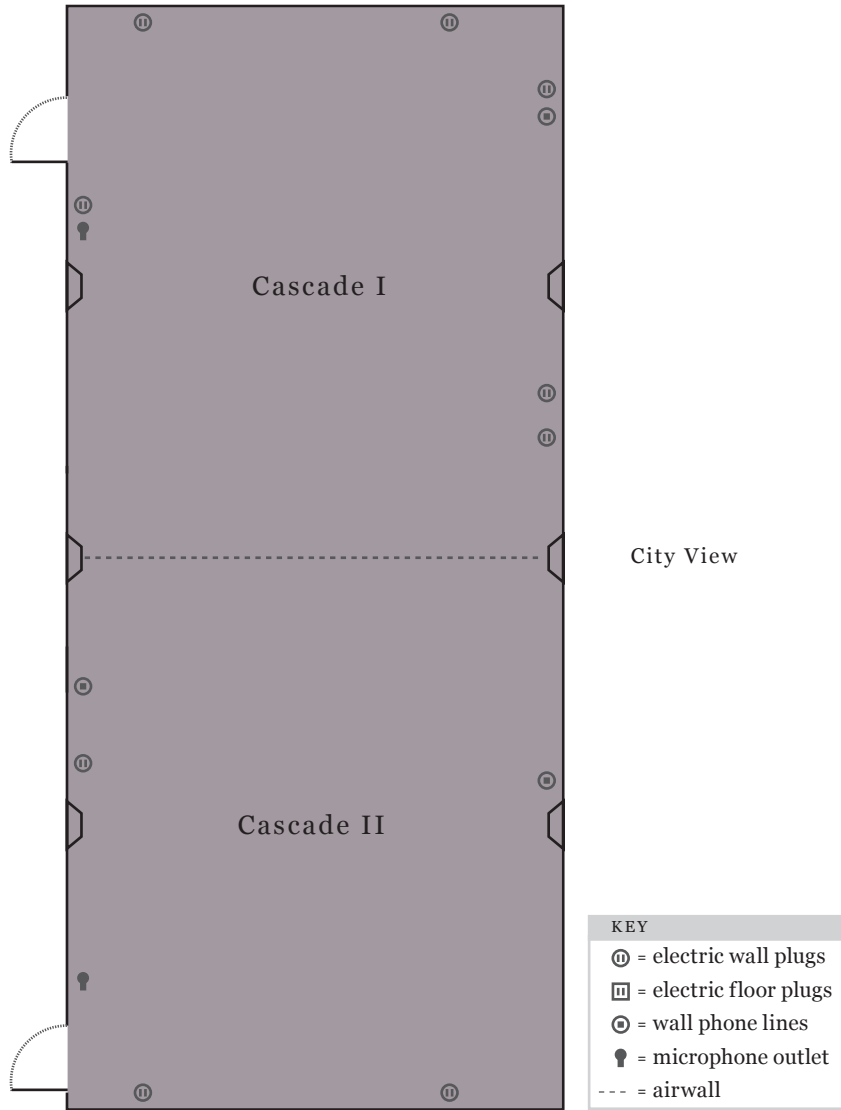 Cascade I
City View
Cascade II
KEY
= electric wall plugs
= electric floor plugs
= wall phone lines
= microphone outlet
---- = airwall